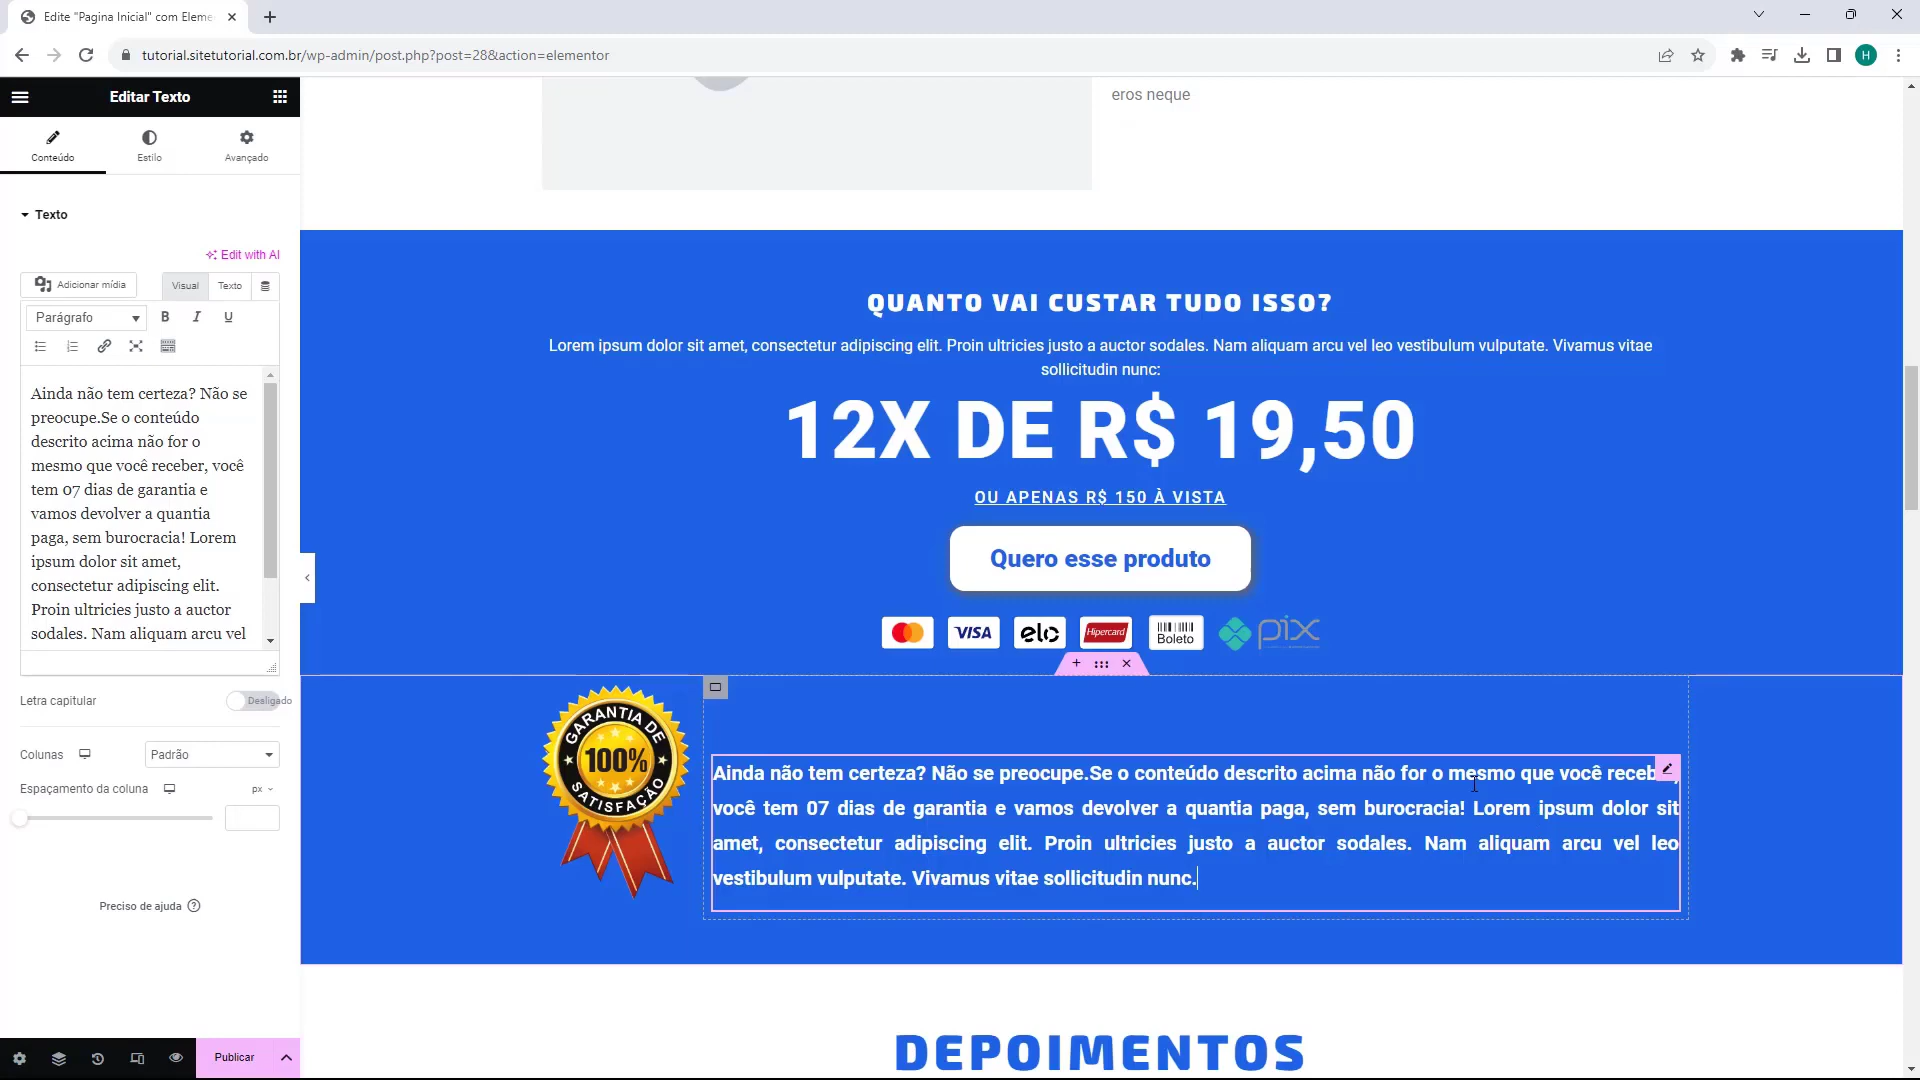 Edite "Pagina Inicial" com Eleme
tutorial.sitetutorial.com.br/wp-admin/post.php?post=28&action=elementor
H
Editar Texto
Conteúdo
Estilo
Avançado
Texto
Edit with AI
Adicionar mídia
Visual
Texto
Parágrafo
B I U
Ainda não tem certeza? Não se
preocupe.Se o conteúdo
descrito acima não for o
mesmo que você receber, você
tem 07 dias de garantia e
vamos devolver a quantia
paga, sem burocracia! Lorem
ipsum dolor sit amet,
consectetur adipiscing elit.
Proin ultricies justo a auctor
sodales. Nam aliquam arcu vel
Letra capitular
Desligado
Colunas
Padrão
Espaçamento da coluna
px
Preciso de ajuda
Publicar
eros neque
QUANTO VAI CUSTAR TUDO ISSO?
Lorem ipsum dolor sit amet, consectetur adipiscing elit. Proin ultricies justo a auctor sodales. Nam aliquam arcu vel leo vestibulum vulputate. Vivamus vitae
sollicitudin nunc:
12X DE R$ 19,50
OU APENAS R$ 150 À VISTA
Quero esse produto
VISA
elo
Hipercard
Boleto
pix
GARANTIA DE
100%
SATISFAÇÃO
Ainda não tem certeza? Não se preocupe.Se o conteúdo descrito acima não for o mesmo que você receb
você tem 07 dias de garantia e vamos devolver a quantia paga, sem burocracia! Lorem ipsum dolor sit
amet, consectetur adipiscing elit. Proin ultricies justo a auctor sodales. Nam aliquam arcu vel leo
vestibulum vulputate. Vivamus vitae sollicitudin nunc.
DEPOIMENTOS